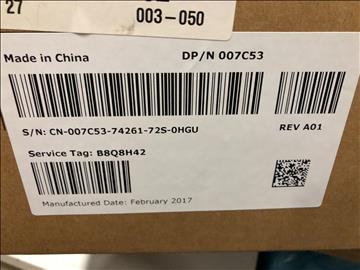 27
003-050
Made in China
DP/N 007C53
S/N: CN-007C53-74261-72S-0HGU
REV A01
Service Tag: B8Q8H42
Manufactured Date: February 2017